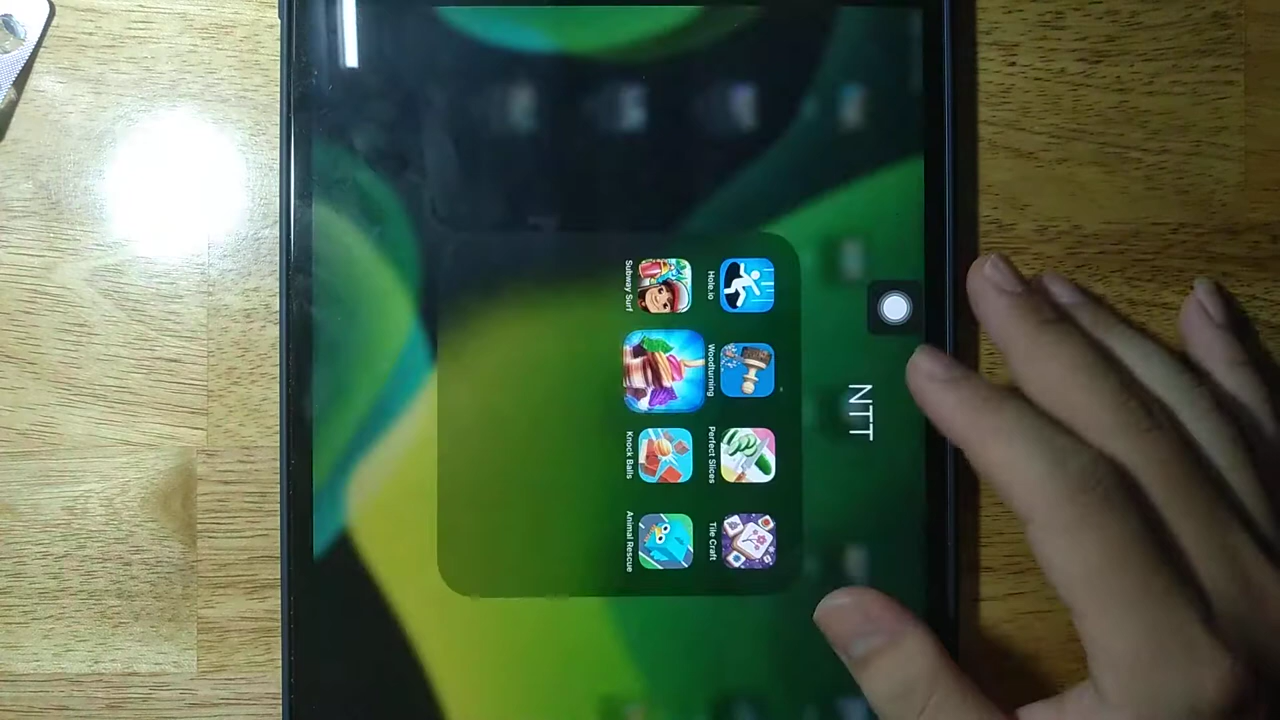 NTT
Hole.io
Woodturning
Perfect Slices
Tile Craft
Subway Surf
Knock Balls
Animal Rescue